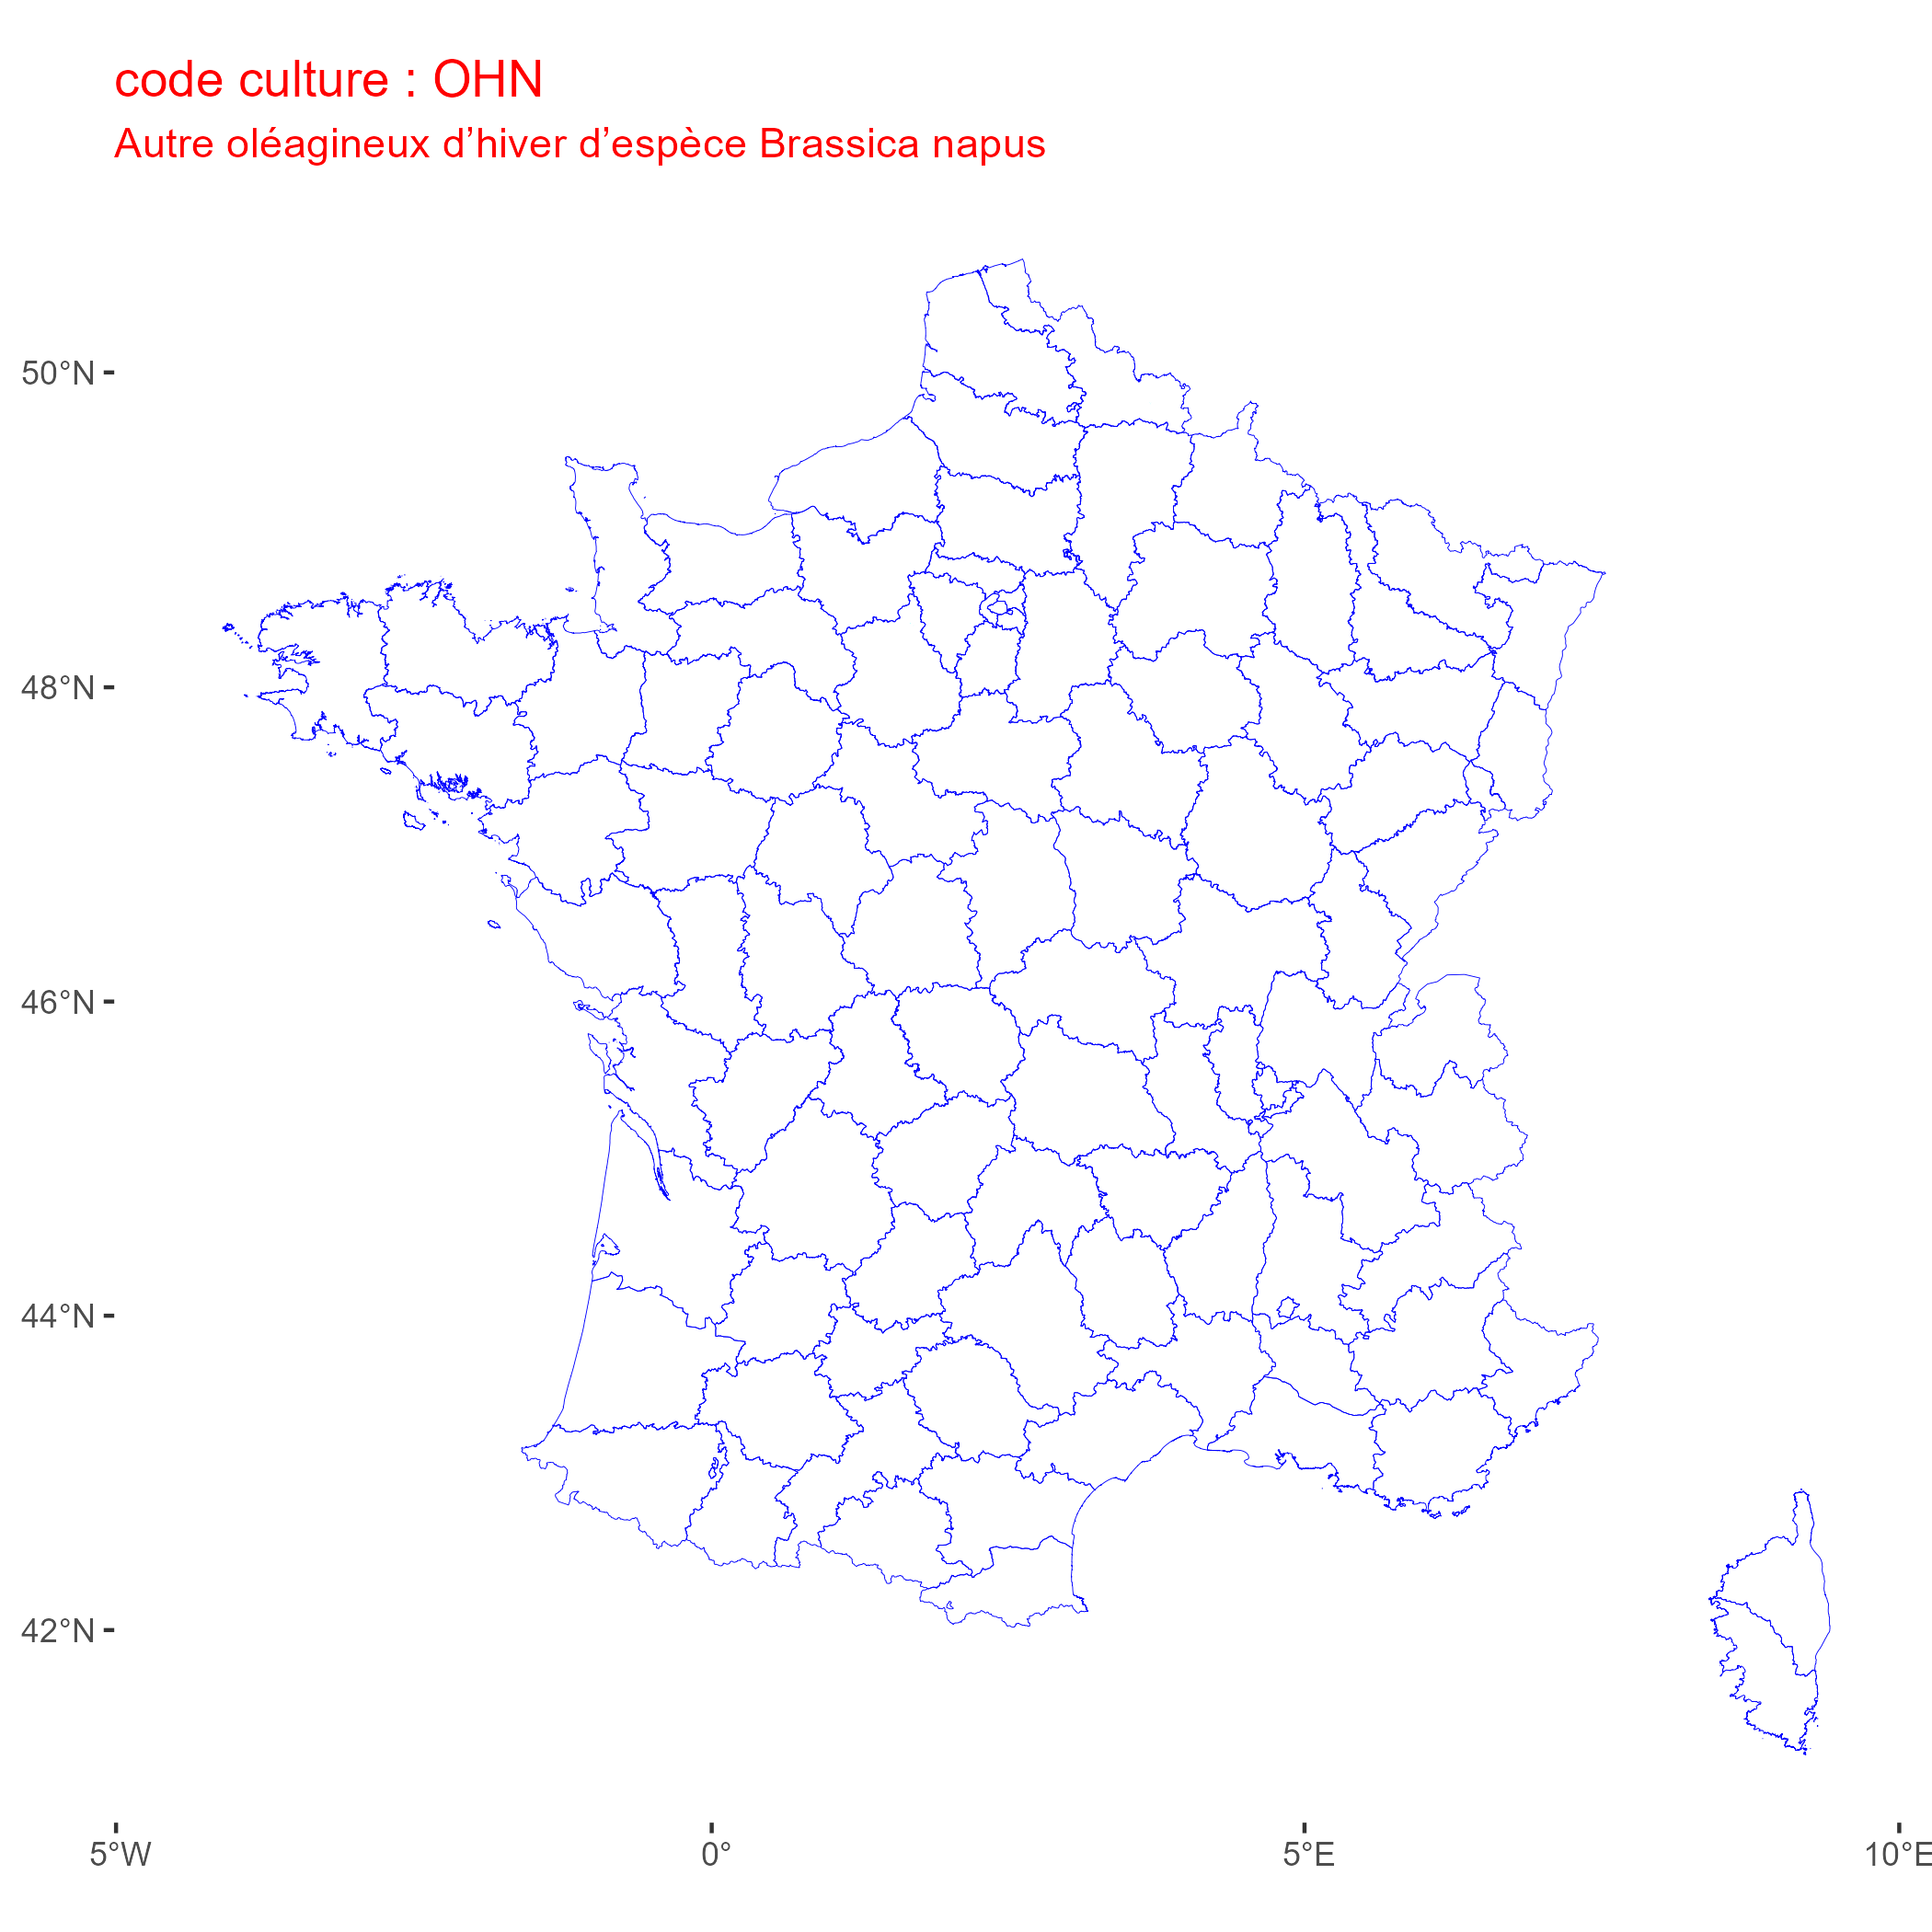 code culture : OHN
Autre oléagineux d’hiver d’espèce Brassica napus
50°N
48°N
46°N
44°N
42°N
5°W
0°
5°E
10°E